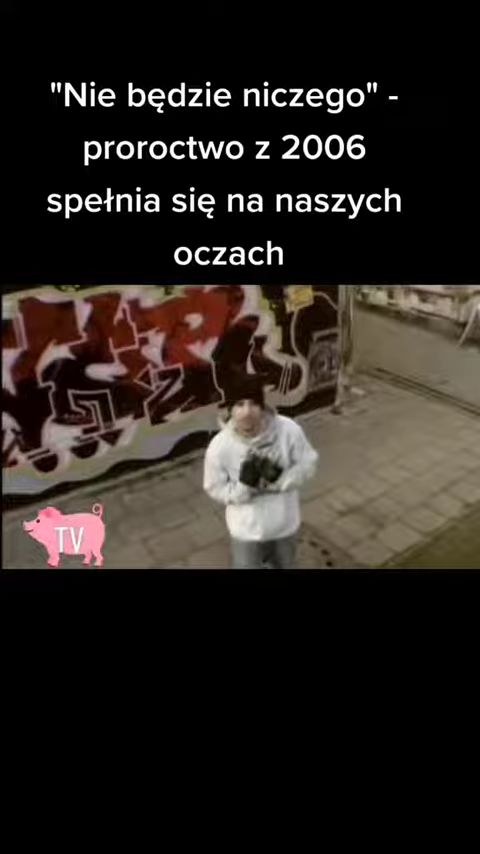 "Nie będzie niczego" -
proroctwo z 2006
spełnia się na naszych
oczach
TV